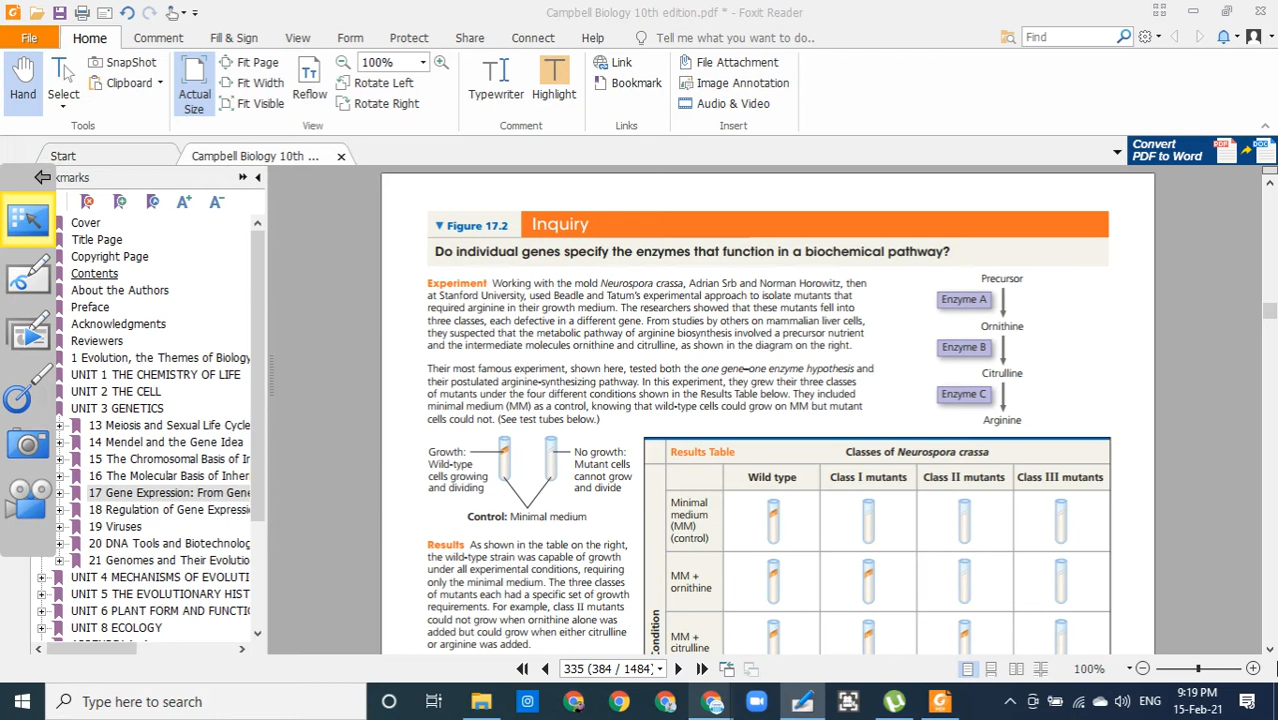 Campbell Biology 10th edition.pdf * - Foxit Reader
File Home Comment Fill & Sign View Form Protect Share Connect Help Tell me what you want to do.. Find
Hand
Select
SnapShot
Clipboard
Tools
Actual
Size
Fit Page
Fit Width
Fit Visible
Reflow
100%
Rotate Left
Rotate Right
View
Typewriter
Highlight
Comment
Link
Bookmark
Links
File Attachment
Image Annotation
Audio & Video
Insert
Start
Campbell Biology 10th ...
Convert
PDF to Word
kmarks
Cover
Title Page
Copyright Page
Contents
About the Authors
Preface
Acknowledgments
Reviewers
1 Evolution, the Themes of Biology
UNIT 1 THE CHEMISTRY OF LIFE
UNIT 2 THE CELL
UNIT 3 GENETICS
13 Meiosis and Sexual Life Cycle
14 Mendel and the Gene Idea
15 The Chromosomal Basis of Ir
16 The Molecular Basis of Inher
17 Gene Expression: From Gene
18 Regulation of Gene Expressi
19 Viruses
20 DNA Tools and Biotechnolog
21 Genomes and Their Evolutio
UNIT 4 MECHANISMS OF EVOLUTI
UNIT 5 THE EVOLUTIONARY HIST
UNIT 6 PLANT FORM AND FUNCTI
UNIT 8 ECOLOGY
▼ Figure 17.2 Inquiry
Do individual genes specify the enzymes that function in a biochemical pathway?
Experiment Working with the mold Neurospora crassa, Adrian Srb and Norman Horowitz, then
at Stanford University, used Beadle and Tatum's experimental approach to isolate mutants that
required arginine in their growth medium. The researchers showed that these mutants fell into
three classes, each defective in a different gene. From studies by others on mammalian liver cells,
they suspected that the metabolic pathway of arginine biosynthesis involved a precursor nutrient
and the intermediate molecules ornithine and citrulline, as shown in the diagram on the right.
Their most famous experiment, shown here, tested both the one gene–one enzyme hypothesis and
their postulated arginine-synthesizing pathway. In this experiment, they grew their three classes
of mutants under the four different conditions shown in the Results Table below. They included
minimal medium (MM) as a control, knowing that wild-type cells could grow on MM but mutant
cells could not. (See test tubes below.)
Precursor
Enzyme A
Ornithine
Enzyme B
Citrulline
Enzyme C
Arginine
Growth:
Wild-type
cells growing
and dividing
No growth:
Mutant cells
cannot grow
and divide
Control: Minimal medium
Results As shown in the table on the right,
the wild-type strain was capable of growth
under all experimental conditions, requiring
only the minimal medium. The three classes
of mutants each had a specific set of growth
requirements. For example, class II mutants
could not grow when ornithine alone was
added but could grow when either citrulline
or arginine was added.
Results Table Classes of Neurospora crassa
Wild type Class I mutants Class II mutants Class III mutants
Minimal
medium
(MM)
(control)
MM +
ornithine
MM +
citrulline
335 (384 / 1484)
100%
Type here to search
ENG
9:19 PM
15-Feb-21